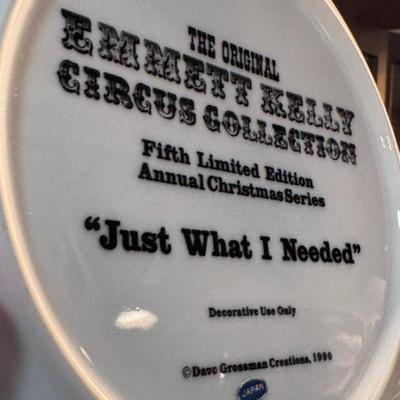 THE ORIGINAL
EMMETT KELLY
CIRCUS COLLECTION
Fifth Limited Edition
Annual Christmas Series
"Just What I Needed"
Decorative Use Only
©Dave Grossman Creations, 1990
JAPAN